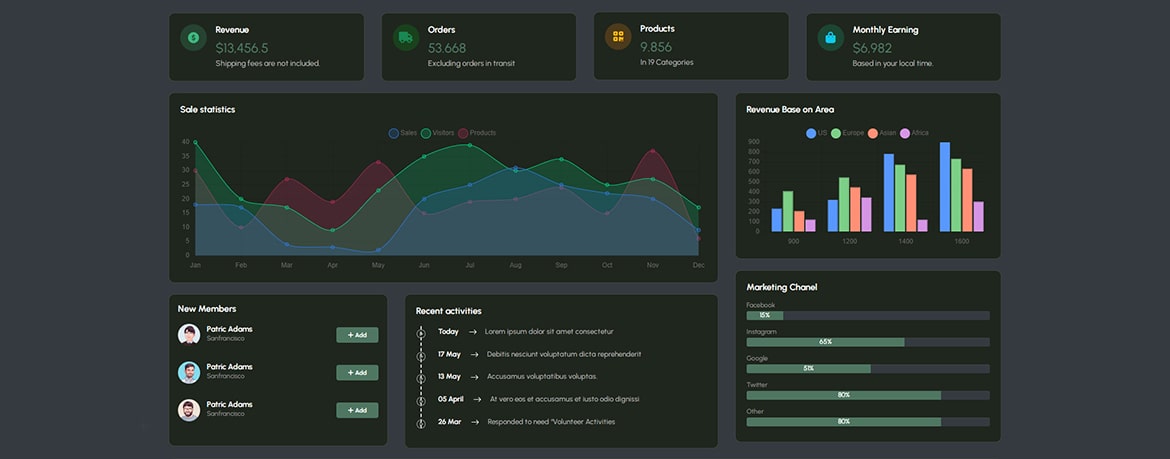 Revenue
$13,456.5
Shipping fees are not included.
Orders
53.668
Excluding orders in transit
Products
9.856
In 19 Categories
Monthly Earning
$6,982
Based in your local time.
Sale statistics
Sales Visitors Products
40
35
30
25
20
15
10
5
0
Jan Feb Mar Apr May Jun Jul Aug Sep Oct Nov Dec
Revenue Base on Area
US Europe Asian Africa
900
800
700
600
500
400
300
200
100
0
900 1200 1400 1600
New Members
Patric Adams
Sanfrancisco
+ Add
Patric Adams
Sanfrancisco
+ Add
Patric Adams
Sanfrancisco
+ Add
Recent activities
Today → Lorem ipsum dolor sit amet consectetur
17 May → Debitis nesciunt voluptatum dicta reprehenderit
13 May → Accusamus voluptatibus voluptas.
05 April → At vero eos et accusamus et iusto odio dignissi
26 Mar → Responded to need "Volunteer Activities
Marketing Chanel
Facebook
15%
Instagram
65%
Google
51%
Twitter
80%
Other
80%